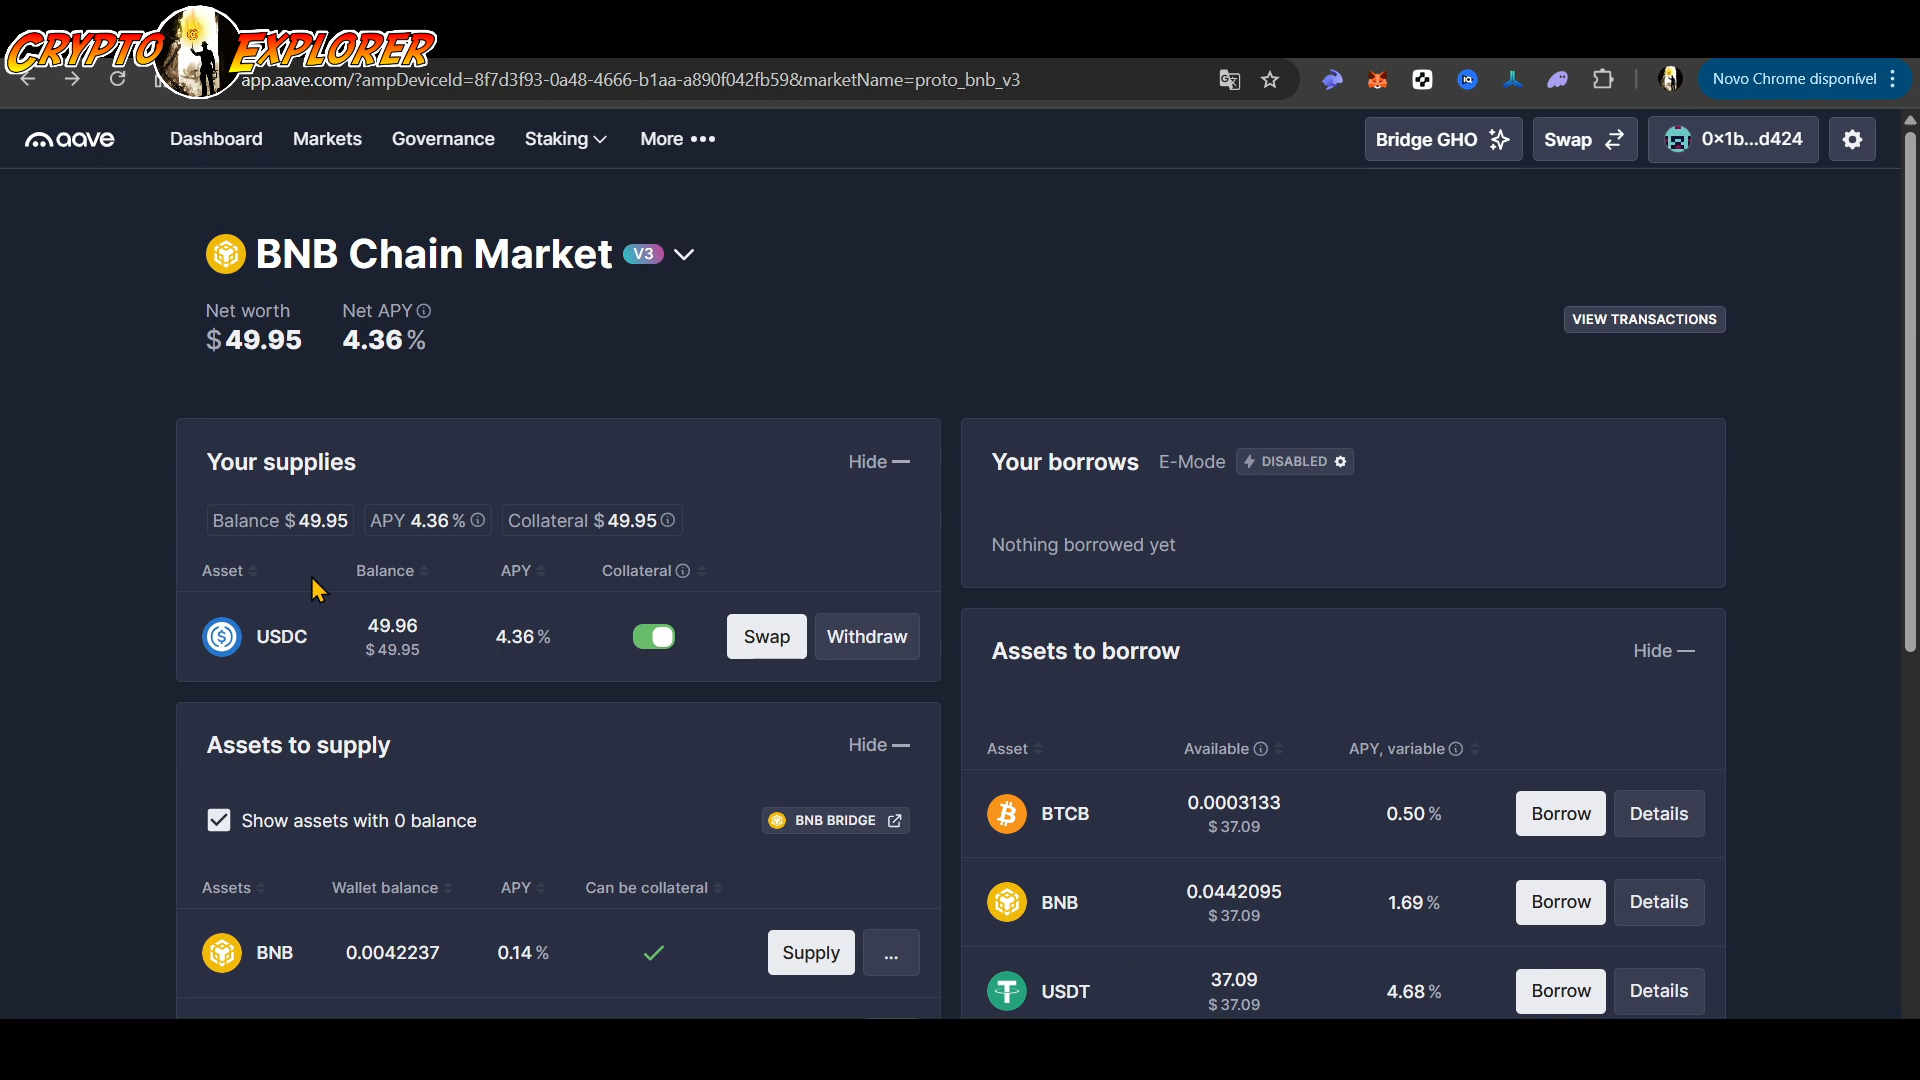 CRYPTO EXPLORER
app.aave.com/?ampDeviceId=8f7d3f93-0a48-4666-b1aa-a890f042fb59&marketName=proto_bnb_v3
Novo Chrome disponível
aave Dashboard Markets Governance Staking More
Bridge GHO Swap 0x1b...d424
BNB Chain Market V3
Net worth Net APY
$49.95 4.36%
VIEW TRANSACTIONS
Your supplies Hide
Balance $49.95 APY 4.36% Collateral $49.95
Asset Balance APY Collateral
USDC 49.96 4.36% Swap Withdraw
$49.95
Your borrows E-Mode DISABLED
Nothing borrowed yet
Assets to supply Hide
Show assets with 0 balance BNB BRIDGE
Assets Wallet balance APY Can be collateral
BNB 0.0042237 0.14% Supply ...
Assets to borrow Hide
Asset Available APY, variable
BTCB 0.0003133 0.50% Borrow Details
$37.09
BNB 0.0442095 1.69% Borrow Details
$37.09
USDT 37.09 4.68% Borrow Details
$37.09